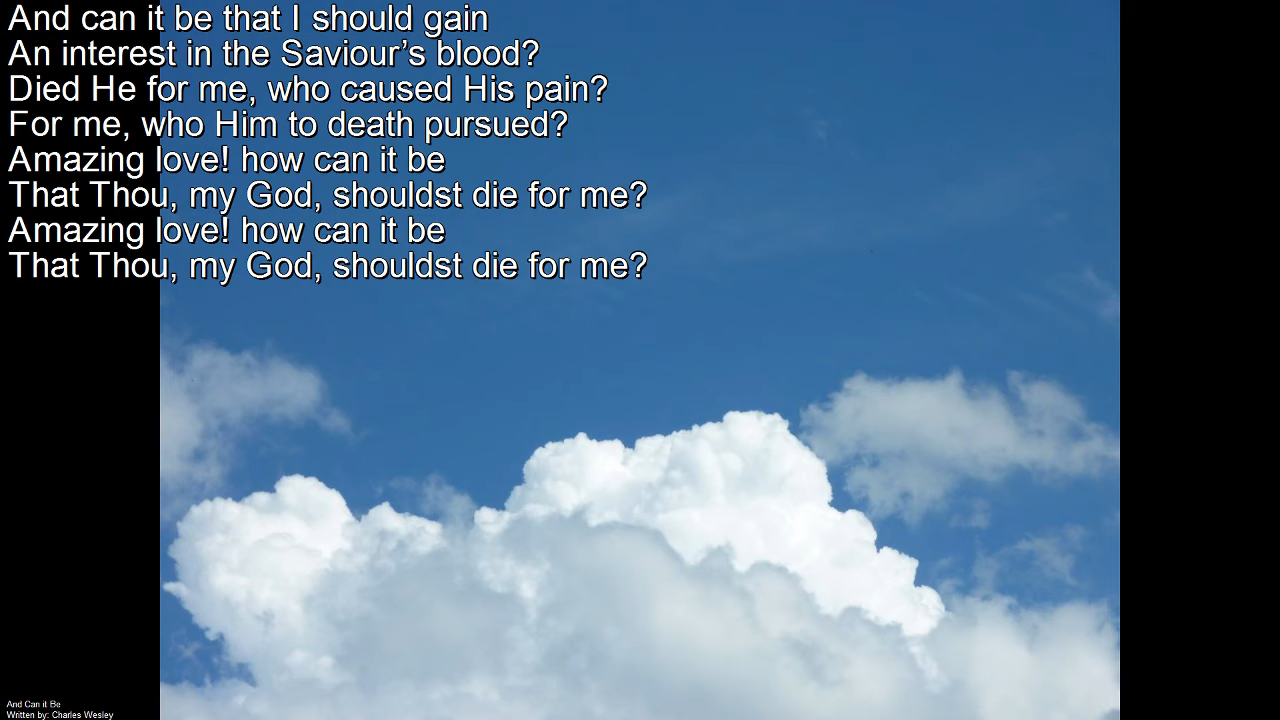 And can it be that I should gain
An interest in the Saviour’s blood?
Died He for me, who caused His pain?
For me, who Him to death pursued?
Amazing love! how can it be
That Thou, my God, shouldst die for me?
Amazing love! how can it be
That Thou, my God, shouldst die for me?
And Can it Be
Written by: Charles Wesley